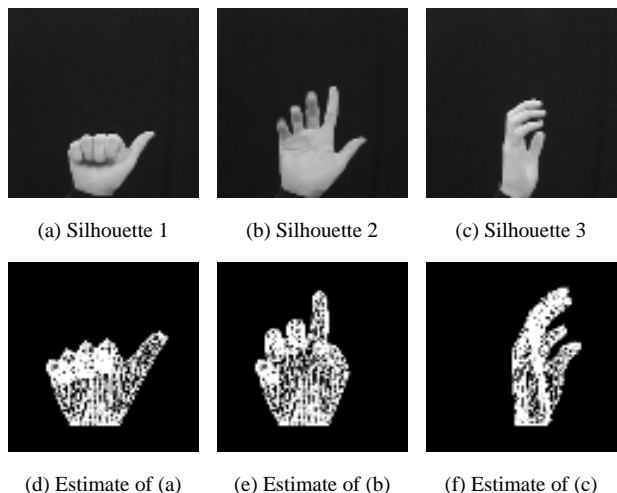 (a) Silhouette 1
(b) Silhouette 2
(c) Silhouette 3
(d) Estimate of (a)
(e) Estimate of (b)
(f) Estimate of (c)